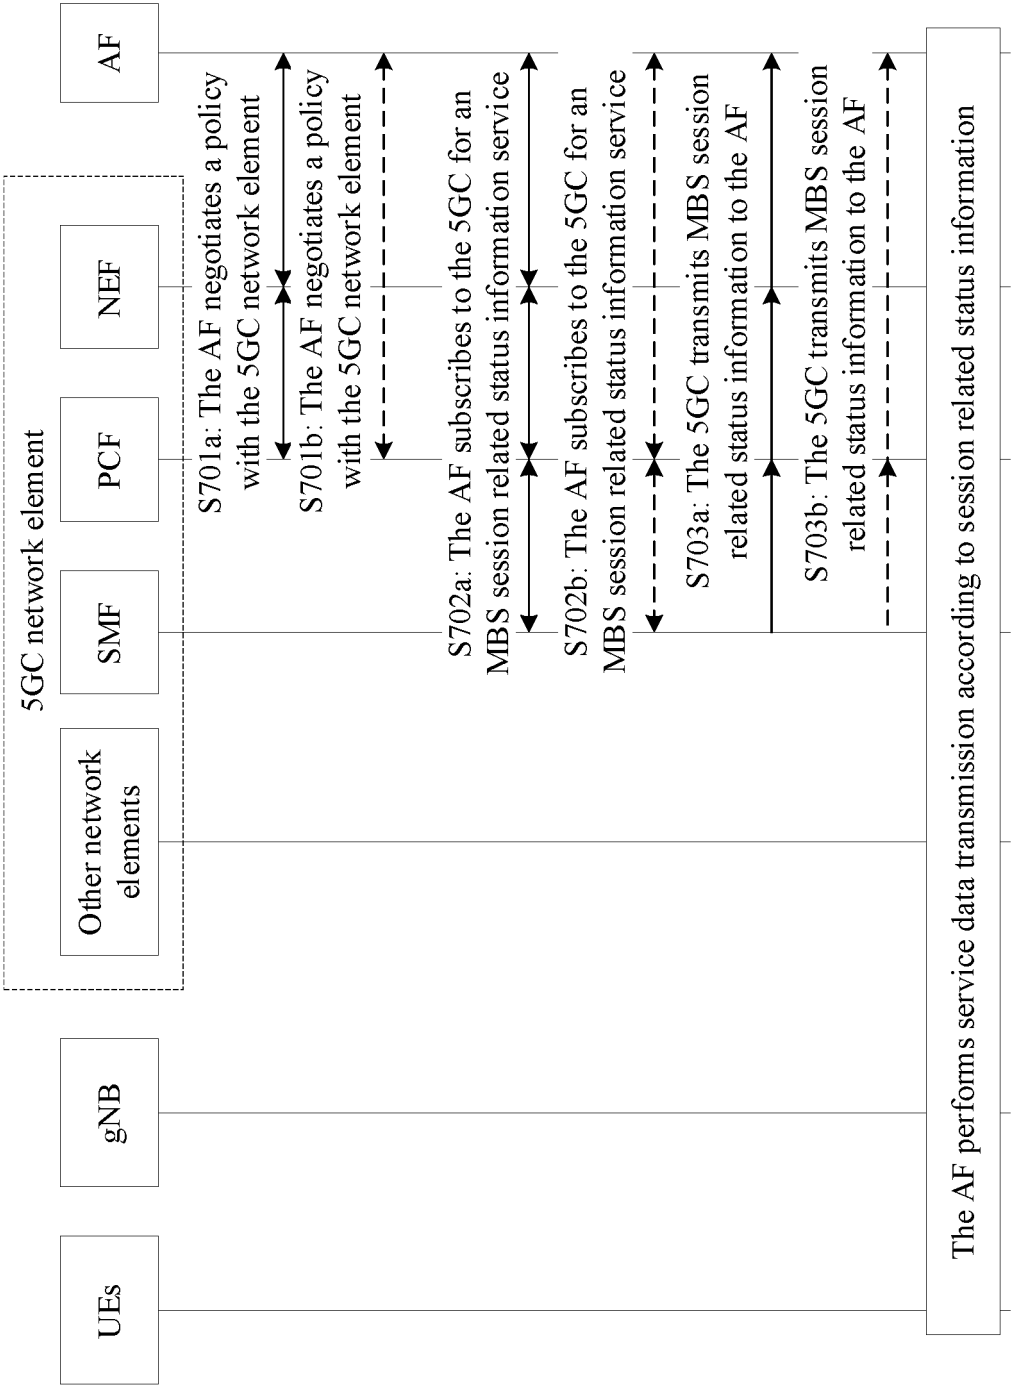 5GC network element
UEs
gNB
Other network
elements
SMF
PCF
NEF
AF
S701a: The AF negotiates a policy
with the 5GC network element
S701b: The AF negotiates a policy
with the 5GC network element
S702a: The AF subscribes to the 5GC for an
MBS session related status information service
S702b: The AF subscribes to the 5GC for an
MBS session related status information service
S703a: The 5GC transmits MBS session
related status information to the AF
S703b: The 5GC transmits MBS session
related status information to the AF
The AF performs service data transmission according to session related status information